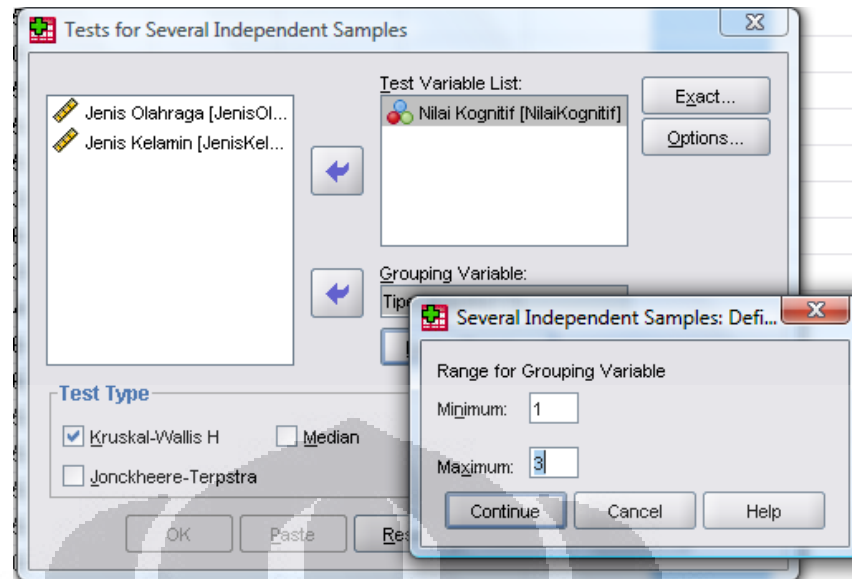 Tests for Several Independent Samples
Test Variable List:
Jenis Olahraga [JenisOl...
Jenis Kelamin [JenisKel...
Nilai Kognitif [NilaiKognitif]
Exact...
Options...
Grouping Variable:
Several Independent Samples: Defi...
Range for Grouping Variable
Minimum: 1
Maximum: 3
Continue
Cancel
Help
Test Type
Kruskal-Wallis H
Median
Jonckheere-Terpstra
OK
Paste